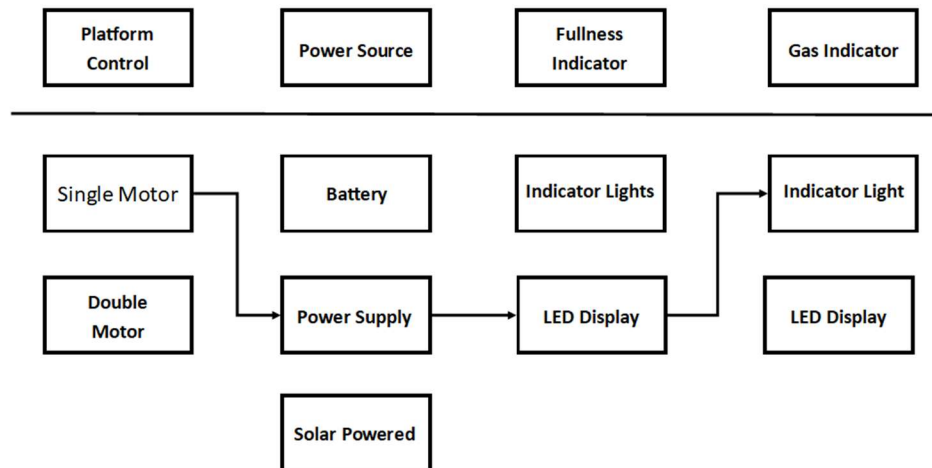 Platform
Control
Power Source
Fullness
Indicator
Gas Indicator
Single Motor
Battery
Indicator Lights
Indicator Light
Double
Motor
Power Supply
LED Display
LED Display
Solar Powered